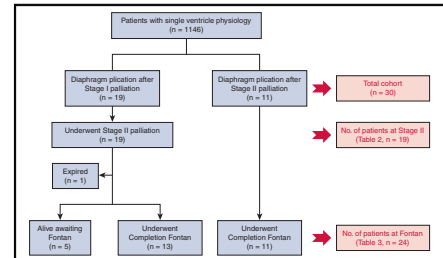 Patients with single ventricle physiology
(n = 1146)
Diaphragm plication after
Stage I palliation
(n = 19)
Diaphragm plication after
Stage II palliation
(n = 11)
Total cohort
(n = 30)
Underwent Stage II palliation
(n = 19)
No. of patients at Stage II
(Table 2, n = 19)
Expired
(n = 1)
Alive awaiting
Fontan
(n = 5)
Underwent
Completion Fontan
(n = 13)
Underwent
Completion Fontan
(n = 11)
No. of patients at Fontan
(Table 3, n = 24)